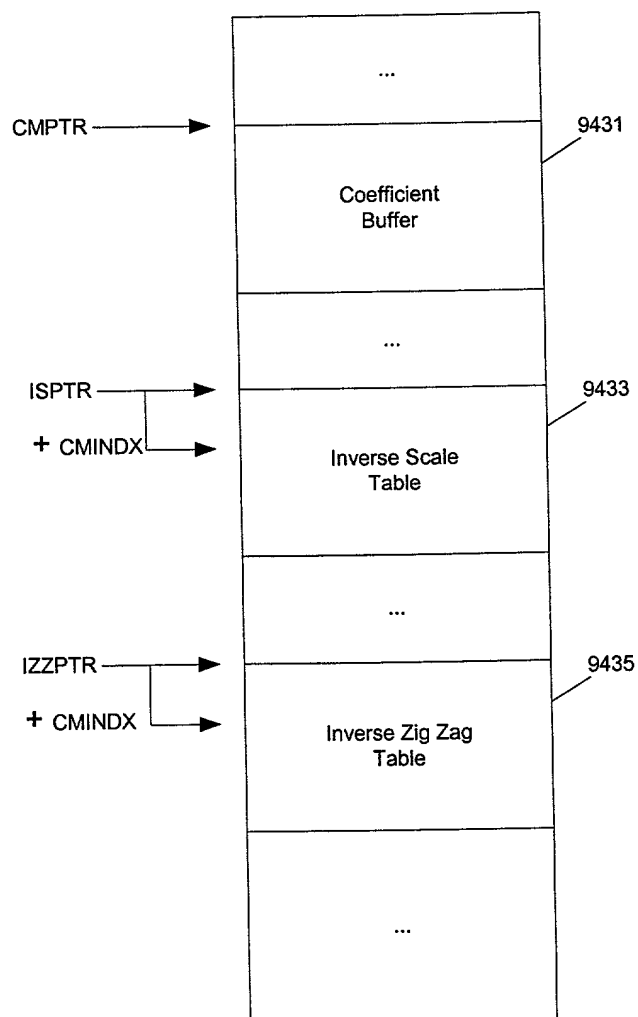 ...
CMPTR
9431
Coefficient
Buffer
...
ISPTR
9433
+ CMINDX
Inverse Scale
Table
...
IZZPTR
9435
+ CMINDX
Inverse Zig Zag
Table
...